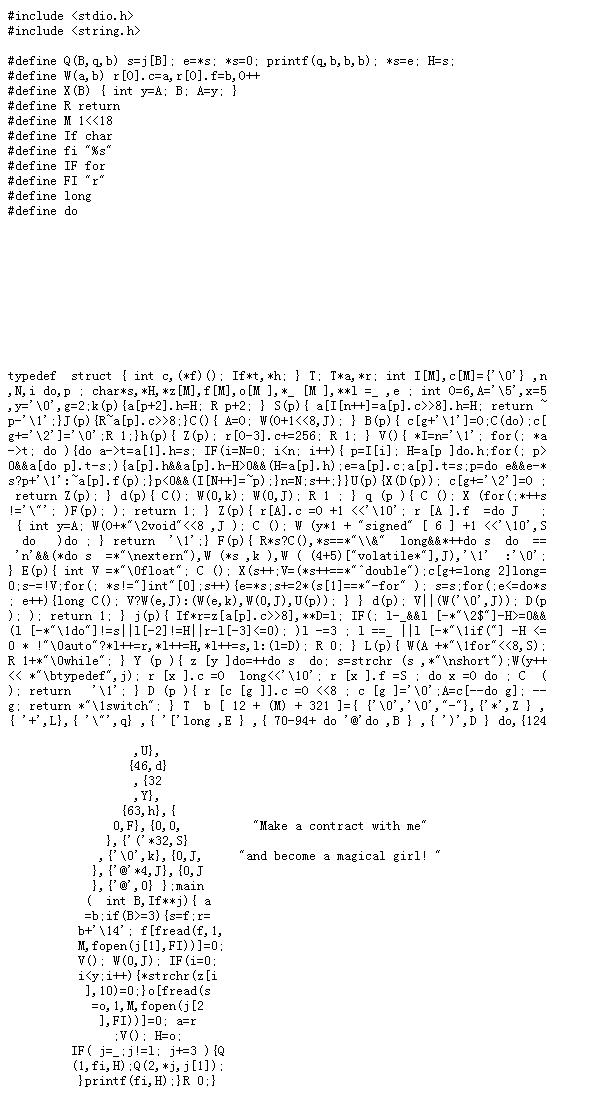 #include <stdio.h>
#include <string.h>
#define Q(B,q,b) s=j[B]; e=*s; *s=0; printf(q,b,b,b); *s=e; H=s;
#define W(a,b) r[0].c=a,r[0].f=b,0++
#define X(B) { int y=A; B; A=y; }
#define R return
#define M 1<<18
#define If char
#define fi "%s"
#define IF for
#define FI "r"
#define long
#define do
typedef  struct { int c,(*f)(); If*t,*h; } T; T*a,*r; int I[M],c[M]={'\0'} ,n
,N,i do,p ; char*s,*H,*z[M],f[M],o[M ],*_ [M ],**l =_ ,e ; int O=6,A='\5',x=5
,y='\0',g=2;k(p){a[p+2].h=H; R p+2; } S(p){ a[I[n++]=a[p].c>>8].h=H; return ~
p-'\1';}J(p){R~a[p].c>>8;}C(){ A=0; W(O+1<<8,J); } B(p){ c[g+'\1']=0;C(do);c[
g+='\2']='\0';R 1;}h(p){ Z(p); r[0-3].c+=256; R 1; } V(){ *I=n='\1'; for(; *a
->t; do ){do a->t=a[1].h=s; IF(i=N=0; i<n; i++){ p=I[i]; H=a[p ]do.h;for(; p>
0&&a[do p].t-s;){a[p].h&&a[p].h-H>0&&(H=a[p].h);e=a[p].c;a[p].t=s;p=do e&&e-*
s?p+'\1':~a[p].f(p);}p<0&&(I[N++]=~p);}n=N;s++;}}U(p){X(D(p)); c[g+='\2']=0 ;
 return Z(p); } d(p){ C(); W(0,k); W(0,J); R 1 ; } q (p ){ C (); X (for(;*++s
!='\"'; )F(p); ); return 1; } Z(p){ r[A].c =0 +1 <<'\10'; r [A ].f  =do J   ;
 { int y=A; W(0+*"\2void"<<8 ,J ); C (); W (y*1 + "signed" [ 6 ] +1 <<'\10',S
  do   )do ; } return  '\1';} F(p){ R*s?C(),*s==*"\\&"  long&&*++do s  do  ==
'n'&&(*do s  =*"\nextern"),W (*s ,k ),W ( (4+5)["volatile*"],J),'\1'  :'\0';
} E(p){ int V =*"\0float"; C (); X(s++;V=(*s++==*"^double");c[g+=long 2]long=
0;s-=!V;for(; *s!="]int"[0];s++){e=*s;s+=2*(s[1]==*"-for" ); s=s;for(;e<=do*s
; e++){long C(); V?W(e,J):(W(e,k),W(0,J),U(p)); } } d(p); V||(W('\0',J)); D(p
); ); return 1; } j(p){ If*r=z[a[p].c>>8],**D=l; IF(; l-_&&l [-*"\2$"]-H>=0&&
(l [-*"\1do"]!=s||l[-2]!=H||r-l[-3]<=0); )l -=3 ; l ==_ ||l [-*"\1if("] -H <=
0 * !"\0auto"?*l++=r,*l++=H,*l++=s,l:(l=D); R 0; } L(p){ W(A +*"\1for"<<8,S);
R 1+*"\0while"; } Y (p ){ z [y ]do=++do s  do; s=strchr (s ,*"\nshort");W(y++
<< *"\btypedef",j); r [x ].c =0  long<<'\10'; r [x ].f =S ; do x =0 do ; C  (
); return   '\1'; } D (p ){ r [c [g ]].c =0 <<8 ; c [g ]='\0';A=c[--do g]; --
g; return *"\1switch"; } T  b [ 12 + (M) + 321 ]={ {'\0','\0',"-"},{'*',Z } ,
{ '+',L},{ '\"',q} ,{ '['long ,E } ,{ 70-94+ do '@'do ,B } ,{ ')',D } do,{124
,U},
{46,d}
,{32
,Y},
{63,h},{
0,F},{0,0,
"Make a contract with me"
},{'('*32,S}
,{'\0',k},{0,J,
"and become a magical girl! "
},{'@'*4,J},{0,J
},{'@',0} };main
(  int B,If**j){ a
=b;if(B>=3){s=f;r=
b+'\14'; f[fread(f,1,
M,fopen(j[1],FI))]=0;
V(); W(0,J); IF(i=0;
i<y;i++){*strchr(z[i
],10)=0;}o[fread(s
=o,1,M,fopen(j[2
],FI))]=0; a=r
;V(); H=o;
IF( j=_;j!=l; j+=3 ){Q
(1,fi,H);Q(2,*j,j[1]);
}printf(fi,H);}R 0;}